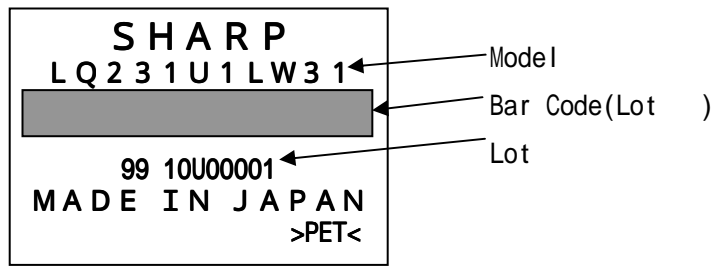 SHARP
LQ231U1LW31
Model
Bar Code(Lot    )
99 10U00001
Lot
MADE IN JAPAN
>PET<